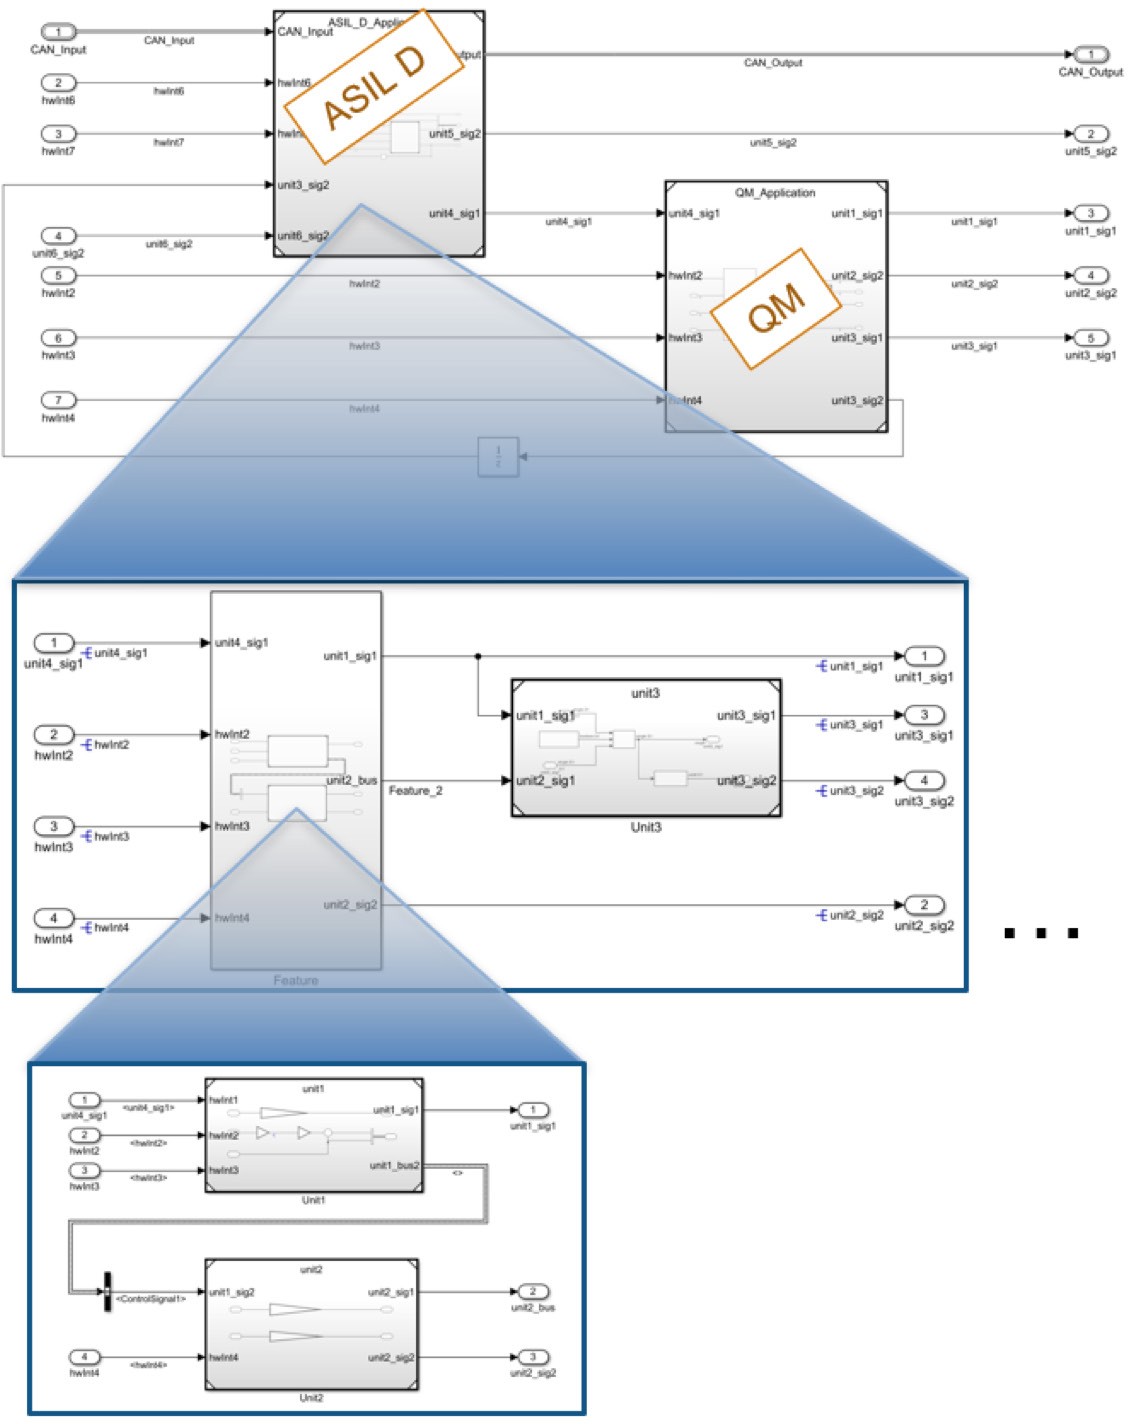 ASIL_D_Applic
1
CAN_Input
CAN_Input
CAN_Input
2
hwInt6
hwInt6
hwInt6
3
hwInt7
hwInt7
hwIn
unit3_sig2
4
unit6_sig2
unit6_sig2
unit6_sig2
ASIL D
utput
CAN_Output
1
CAN_Output
unit5_sig2
unit5_sig2
2
unit5_sig2
unit4_sig1
unit4_sig1
QM_Application
unit4_sig1
unit1_sig1
unit1_sig1
3
unit1_sig1
5
hwInt2
hwInt2
hwInt2
unit2_sig2
unit2_sig2
4
unit2_sig2
QM
6
hwInt3
hwInt3
hwInt3
unit3_sig1
unit3_sig1
5
unit3_sig1
7
hwInt4
hwInt4
hwInt4
unit3_sig2
1
z
1
unit4_sig1
unit4_sig1
unit4_sig1
unit1_sig1
unit1_sig1
1
unit1_sig1
2
hwInt2
hwInt2
hwInt2
unit2_bus
Feature_2
unit3
unit1_sig1
unit3_sig1
unit3_sig1
3
unit3_sig1
unit2_sig1
unit3_sig2
unit3_sig2
4
unit3_sig2
Unit3
3
hwInt3
hwInt3
hwInt3
4
hwInt4
hwInt4
hwInt4
unit2_sig2
unit2_sig2
2
unit2_sig2
Feature
. . .
unit1
1
unit4_sig1
<unit4_sig1>
hwInt1
unit1_sig1
1
unit1_sig1
2
hwInt2
<hwInt2>
hwInt2
3
hwInt3
<hwInt3>
hwInt3
unit1_bus2
<>
Unit1
unit2
<ControlSignal1>
unit1_sig2
unit2_sig1
2
unit2_bus
4
hwInt4
<hwInt4>
hwInt4
unit2_sig2
3
unit2_sig2
Unit2